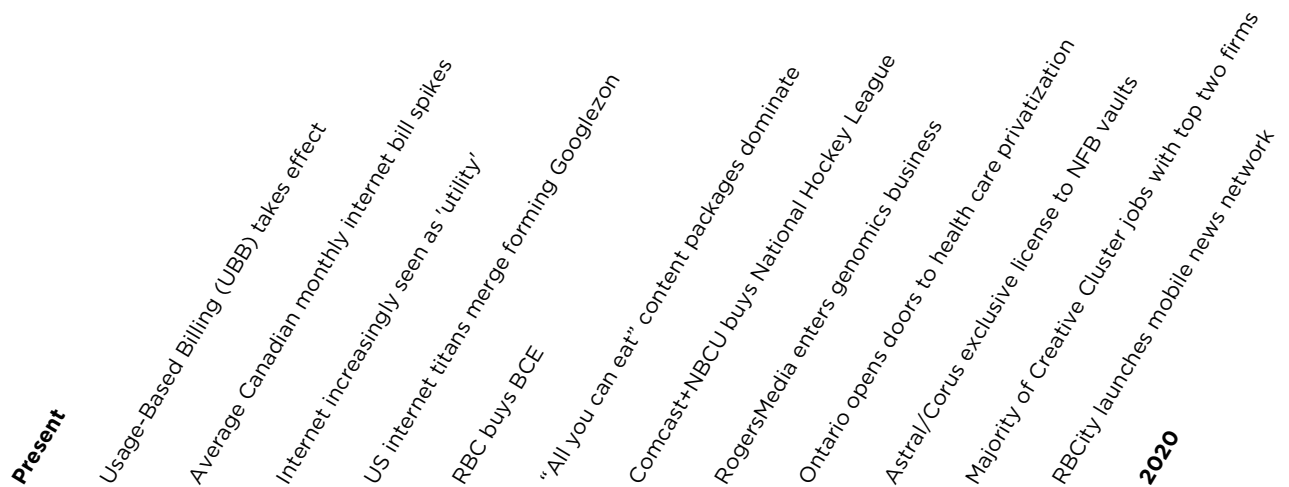 Present
Usage-Based Billing (UBB) takes effect
Average Canadian monthly internet bill spikes
Internet increasingly seen as 'utility'
US internet titans merge forming Googlezon
RBC buys BCE
“All you can eat” content packages dominate
Comcast+NBCU buys National Hockey League
RogersMedia enters genomics business
Ontario opens doors to health care privatization
Astral/Corus exclusive license to NFB vaults
Majority of Creative Cluster jobs with top two firms
RBCity launches mobile news network
2020